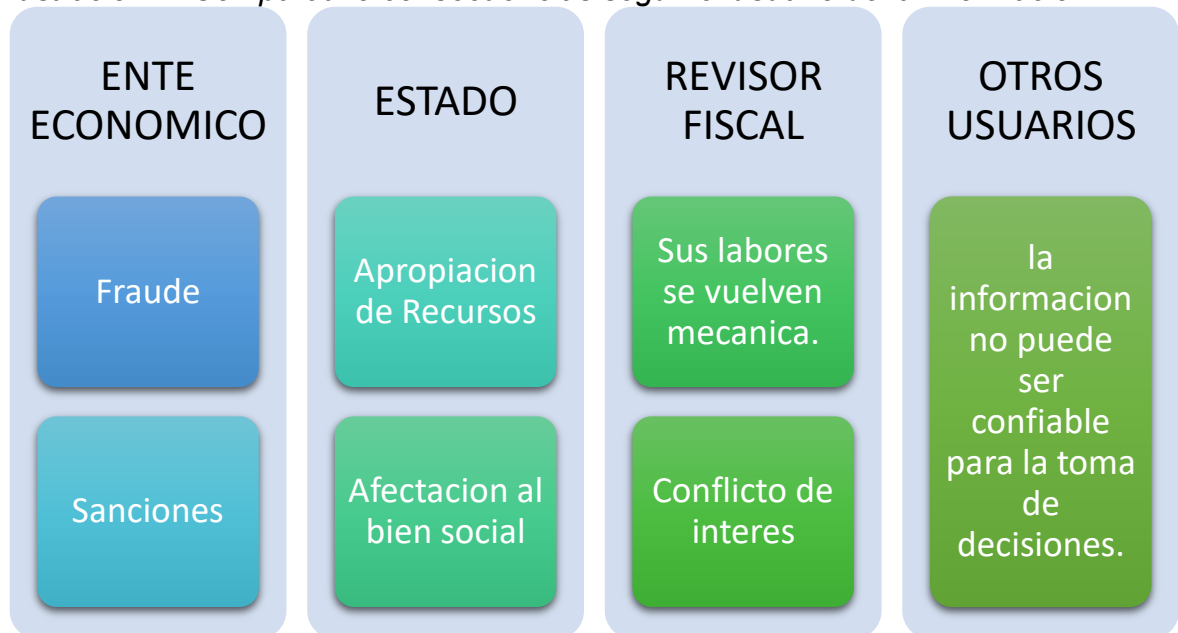 ENTE
ECONOMICO
Fraude
Sanciones
ESTADO
Apropiacion
de Recursos
Afectacion al
bien social
REVISOR
FISCAL
Sus labores
se vuelven
mecanica.
Conflicto de
interes
OTROS
USUARIOS
la
informacion
no puede
ser
confiable
para la toma
de
decisiones.